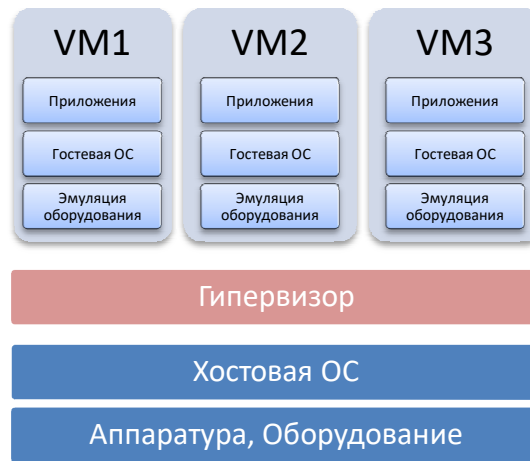 VM1
VM2
VM3
Приложения
Приложения
Приложения
Гостевая ОС
Гостевая ОС
Гостевая ОС
Эмуляция
оборудования
Эмуляция
оборудования
Эмуляция
оборудования
Гипервизор
Хостовая ОС
Аппаратура, Оборудование